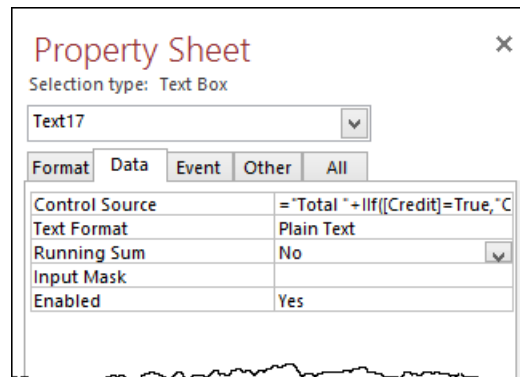 Property Sheet
Selection type: Text Box
Text17
Format Data Event Other All
Control Source ="Total "+IIf([Credit]=True,"C
Text Format Plain Text
Running Sum No
Input Mask
Enabled Yes